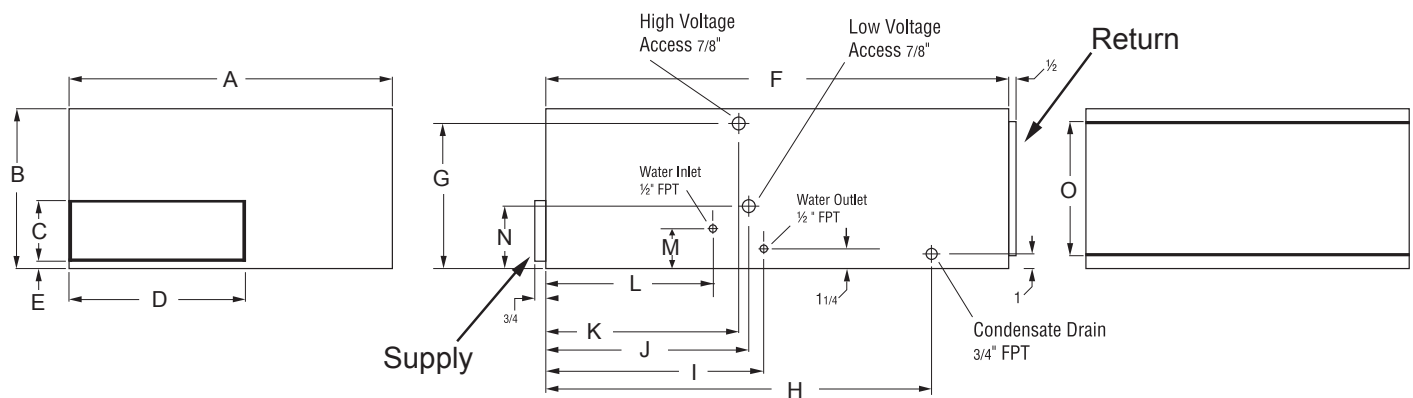 High Voltage
Access 7/8"
Low Voltage
Access 7/8"
Return
A
F
½
B
G
O
Water Inlet
½" FPT
Water Outlet
½ " FPT
C
N
M
E
D
L
1 1/4
1
3/4
K
Condensate Drain
3/4" FPT
Supply
J
I
H